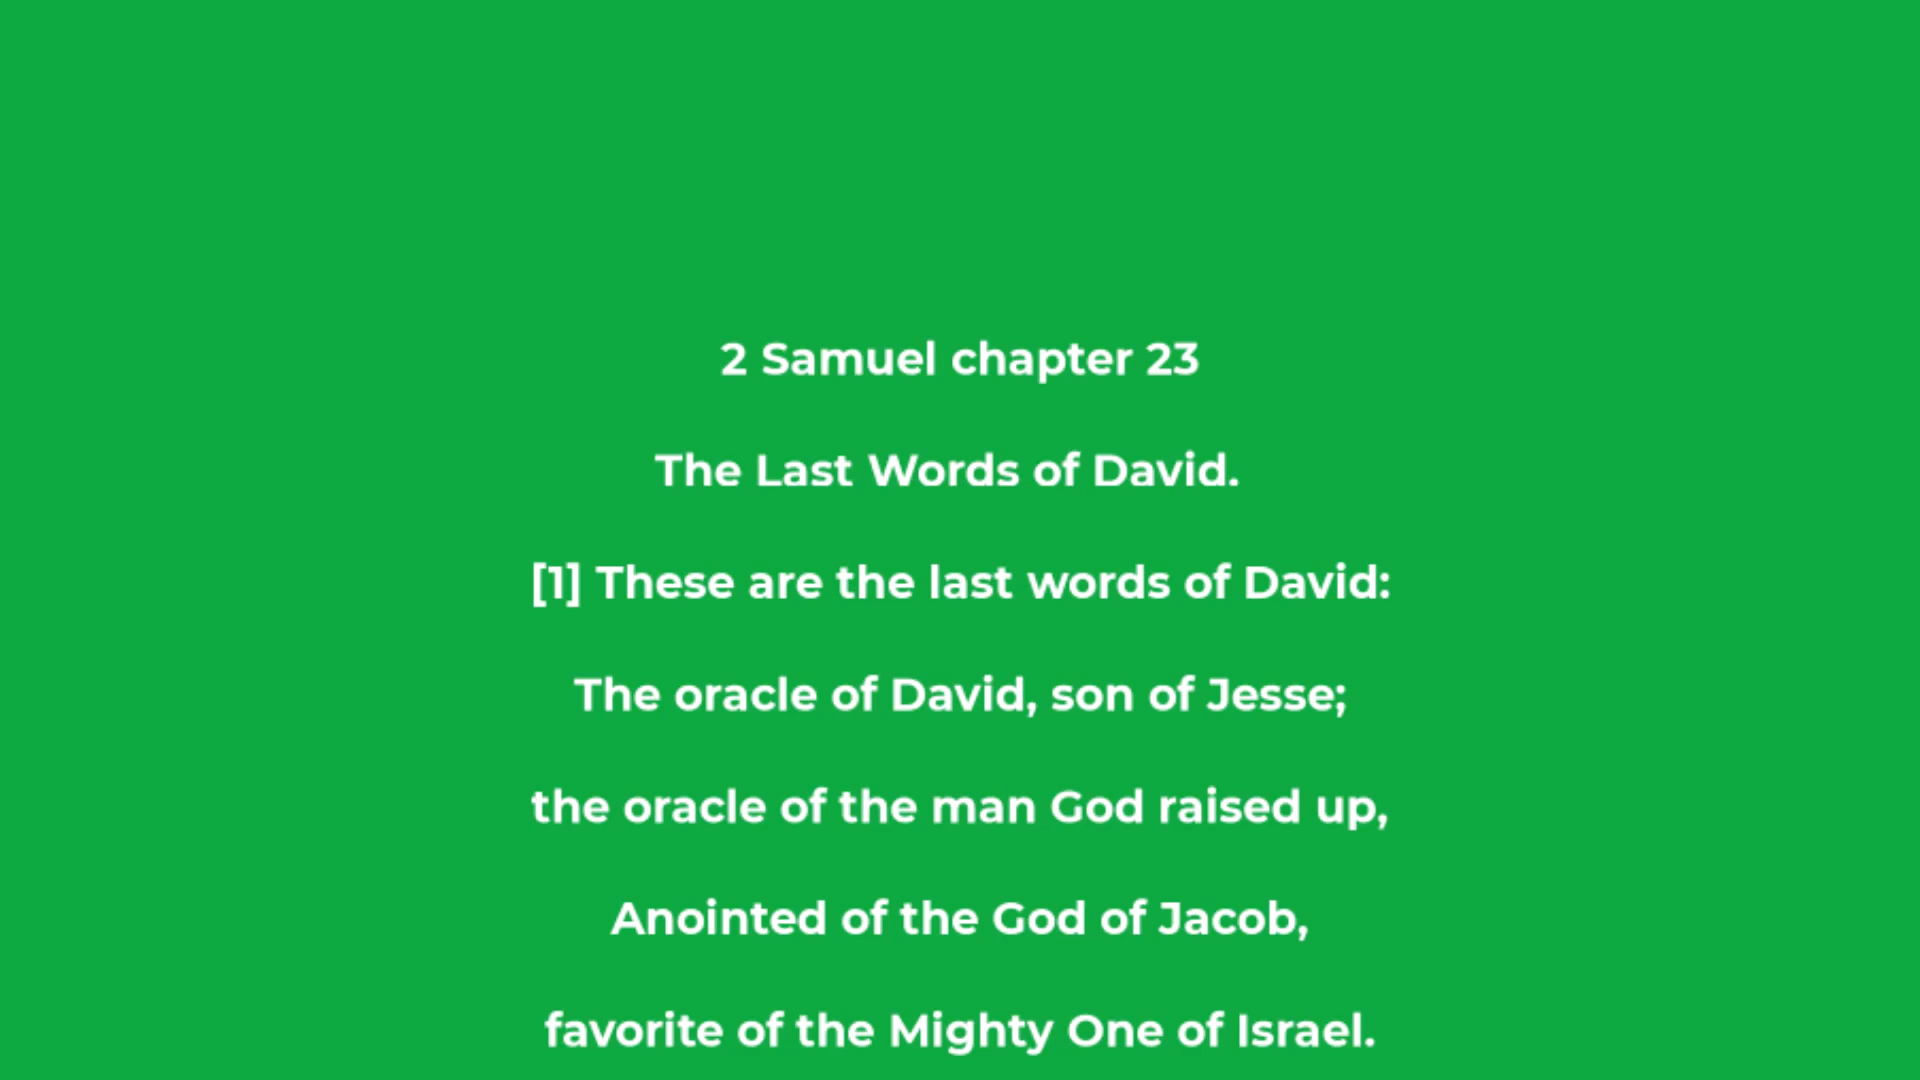 2 Samuel chapter 23
The Last Words of David.
[1] These are the last words of David:
The oracle of David, son of Jesse;
the oracle of the man God raised up,
Anointed of the God of Jacob,
favorite of the Mighty One of Israel.